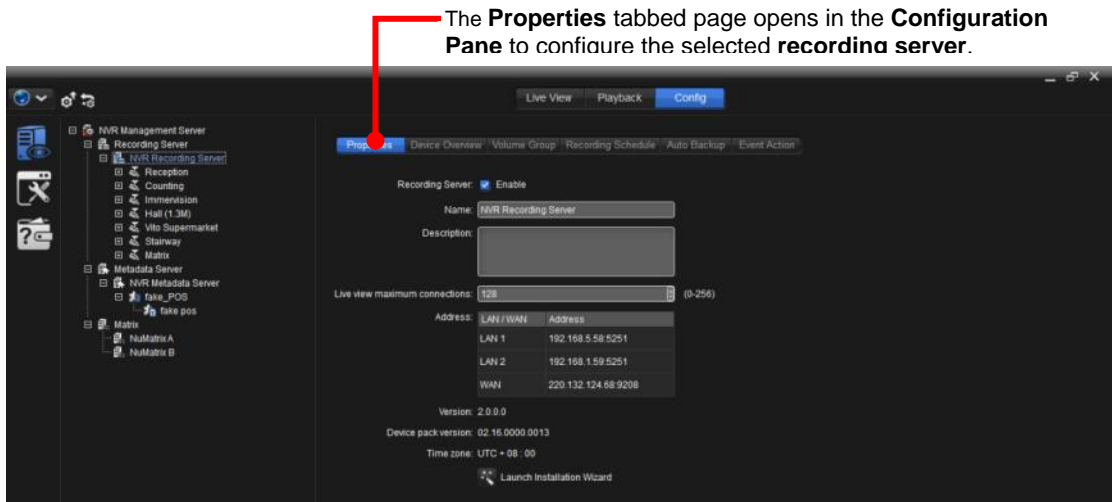 The Properties tabbed page opens in the Configuration
Pane to configure the selected recording server.
Live View Playback Config
NVR Management Server
Recording Server
NVR Recording Server
Reception
Counting
Immervision
Hall (1.3M)
Vito Supermarket
Stairway
Matrix
Metadata Server
NVR Metadata Server
fake_POS
fake pos
Matrix
NuMatrix A
NuMatrix B
Properties Device Overview Volume Group Recording Schedule Auto Backup Event Action
Recording Server: Enable
Name: NVR Recording Server
Description:
Live view maximum connections: 128 (0-256)
Address: LAN / WAN Address
LAN 1 192.168.5.58:5251
LAN 2 192.168.1.59:5251
WAN 220.132.124.68:9208
Version: 2.0.0.0
Device pack version: 02.16.0000.0013
Time zone: UTC + 08 : 00
Launch Installation Wizard